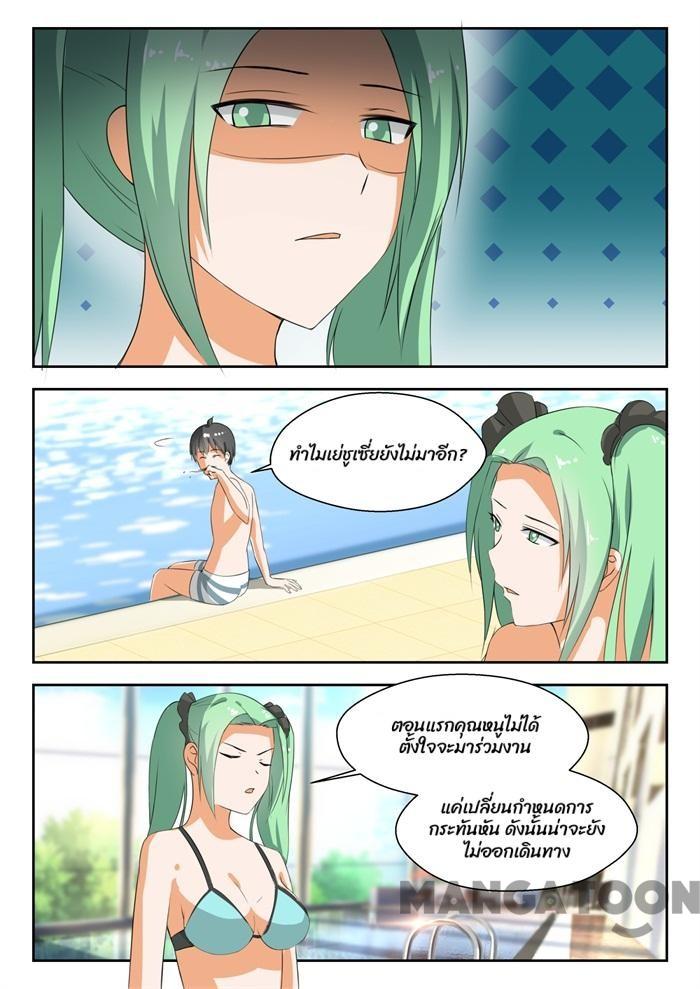 ทำไมเย่ชูเซี่ยยังไม่มาอีก?
ตอนแรกคุณหนูไม่ได้
ตั้งใจจะมาร่วมงาน
แค่เปลี่ยนกำหนดการ
กระทันหัน ดังนั้นน่าจะยัง
ไม่ออกเดินทาง
MANGATOON